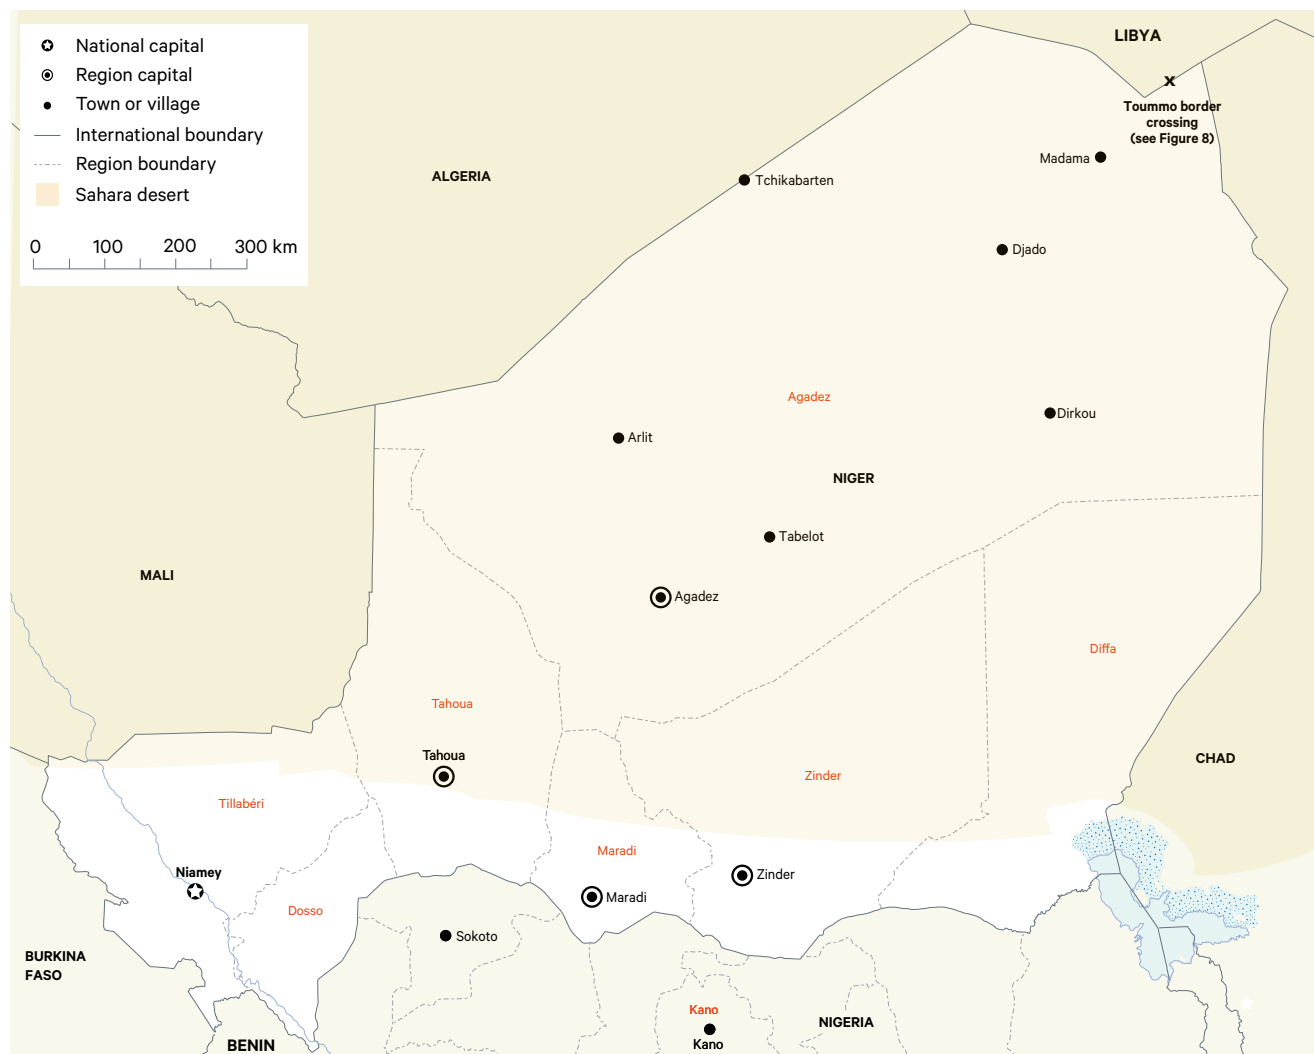 National capital
Region capital
Town or village
International boundary
Region boundary
Sahara desert
0 100 200 300 km
LIBYA
Toummo border
crossing
(see Figure 8)
Madama
ALGERIA
Tchikabarten
Djado
Agadez
Dirkou
Arlit
NIGER
Tabelot
MALI
Agadez
Diffa
Tahoua
Tahoua
CHAD
Zinder
Tillabéri
Maradi
Niamey
Zinder
Maradi
Dosso
Sokoto
BURKINA
FASO
Kano
NIGERIA
Kano
BENIN